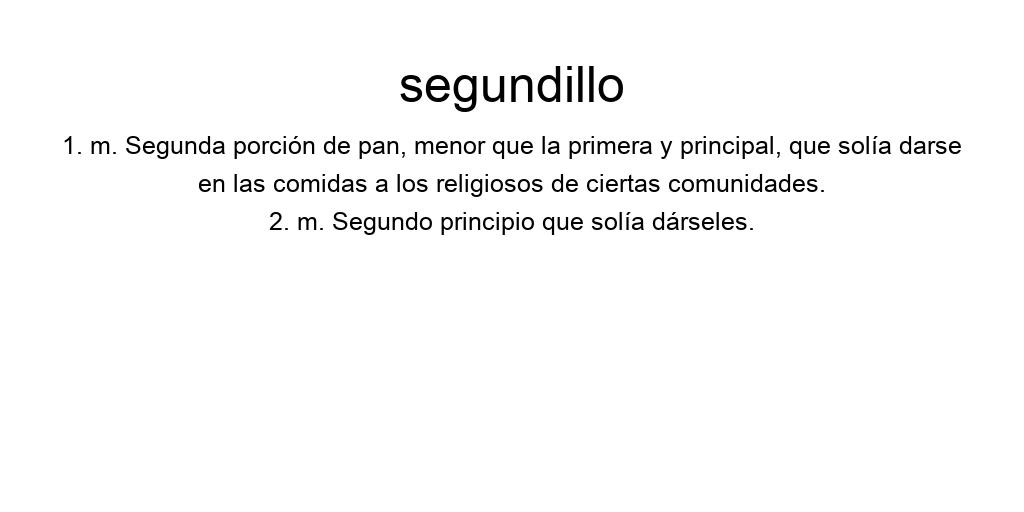 segundillo
1. m. Segunda porción de pan, menor que la primera y principal, que solía darse
en las comidas a los religiosos de ciertas comunidades.
2. m. Segundo principio que solía dárseles.